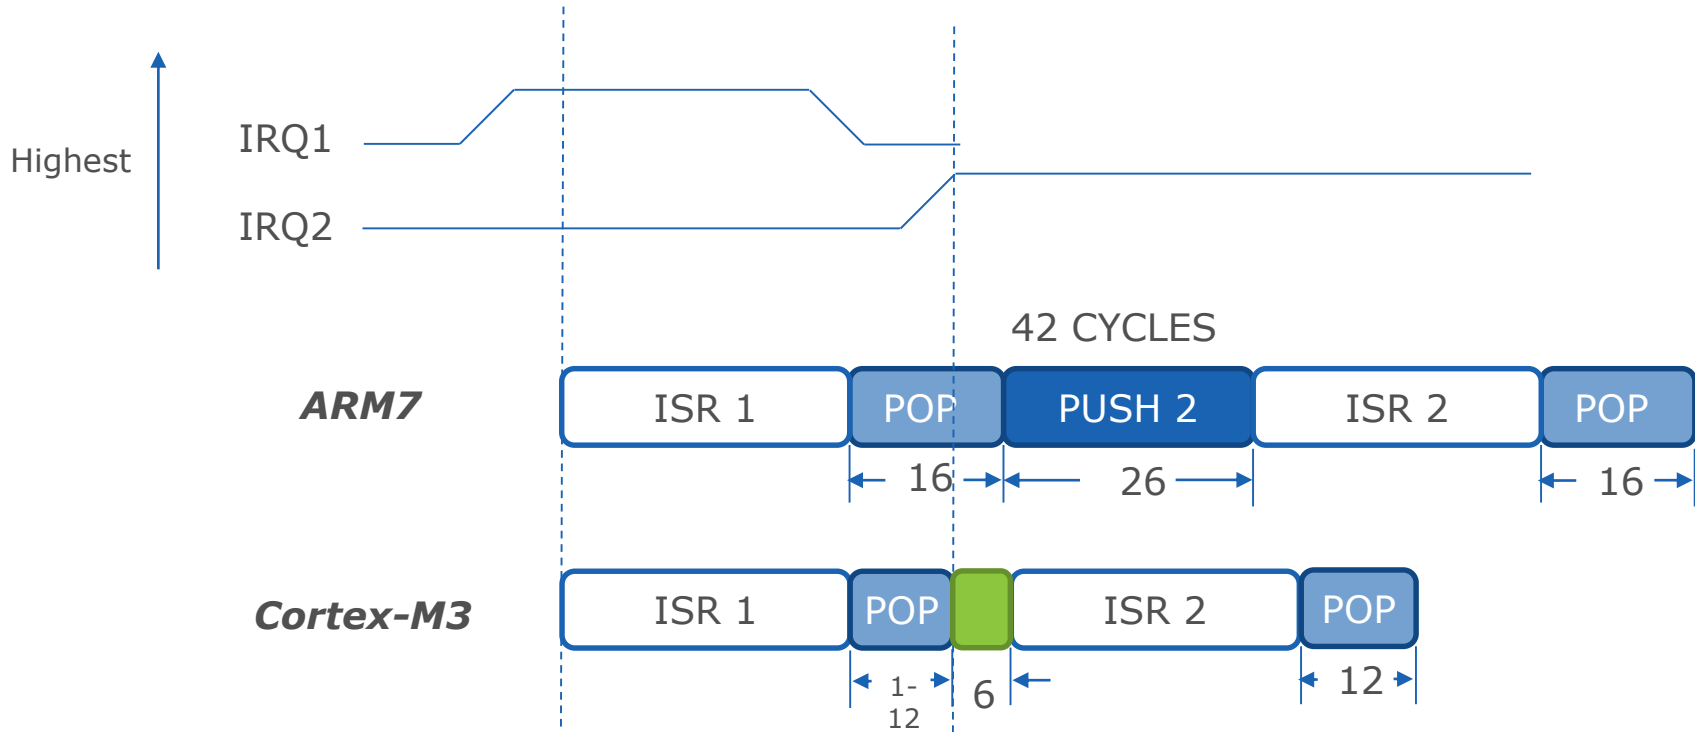 IRQ1
Highest
IRQ2
42 CYCLES
ARM7
ISR 1
POP
PUSH 2
ISR 2
POP
16
26
16
Cortex-M3
ISR 1
POP
ISR 2
POP
1-
12
6
12